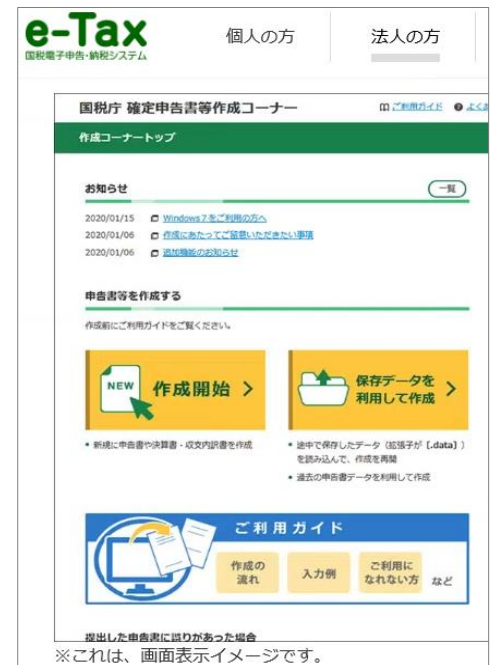 e-Tax
国税電子申告・納税システム
個人の方
法人の方
国税庁 確定申告書等作成コーナー
ご利用ガイド
作成コーナートップ
お知らせ
一覧
2020/01/15 Windows7をご利用の方へ
2020/01/06 作成にあたってご留意いただきたい事項
2020/01/06 追加機能のお知らせ
申告書等を作成する
作成前にご利用ガイドをご覧ください。
NEW
作成開始
保存データを
利用して作成
・新規に申告書や決算書・収支内訳書を作成
・途中で保存したデータ（拡張子が【.data】）
を読み込んで、作成を再開
・過去の申告書データを利用して作成
ご利用ガイド
作成の
流れ
入力例
ご利用に
なれない方
など
提出した申告書に誤りがあった場合
※これは、画面表示イメージです。